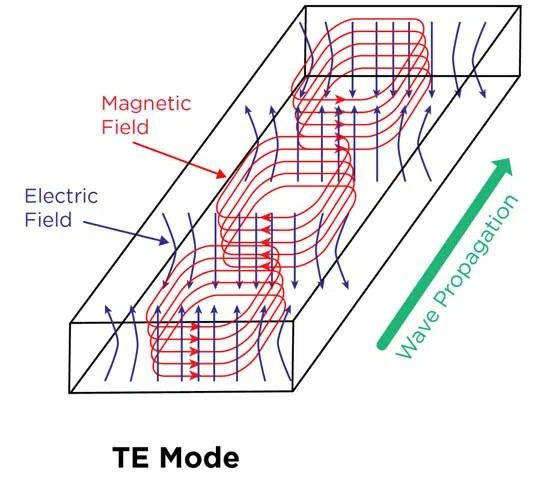 Magnetic
Field
Electric
Field
Wave Propagation
TE Mode